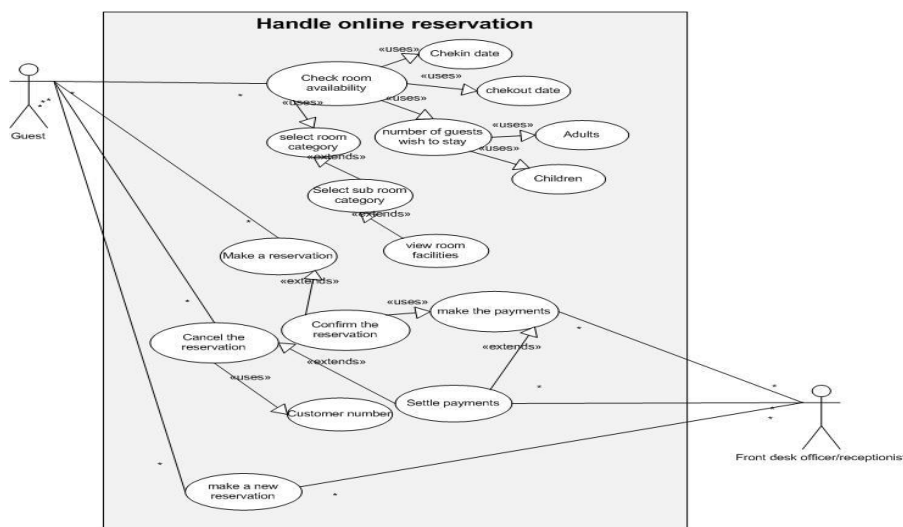 Handle online reservation
«uses»
Chekin date
«uses»
chekout date
Check room
availability
«uses»
«uses»
Guest
select room
category
number of guests
wish to stay
«uses»
Adults
«uses»
Children
«extends»
Select sub room
category
«extends»
view room
facilities
Make a reservation
«extends»
«uses»
make the payments
Confirm the
reservation
Cancel the
reservation
«extends»
«extends»
«uses»
Customer number
Settle payments
Front desk officer/receptionist
make a new
reservation